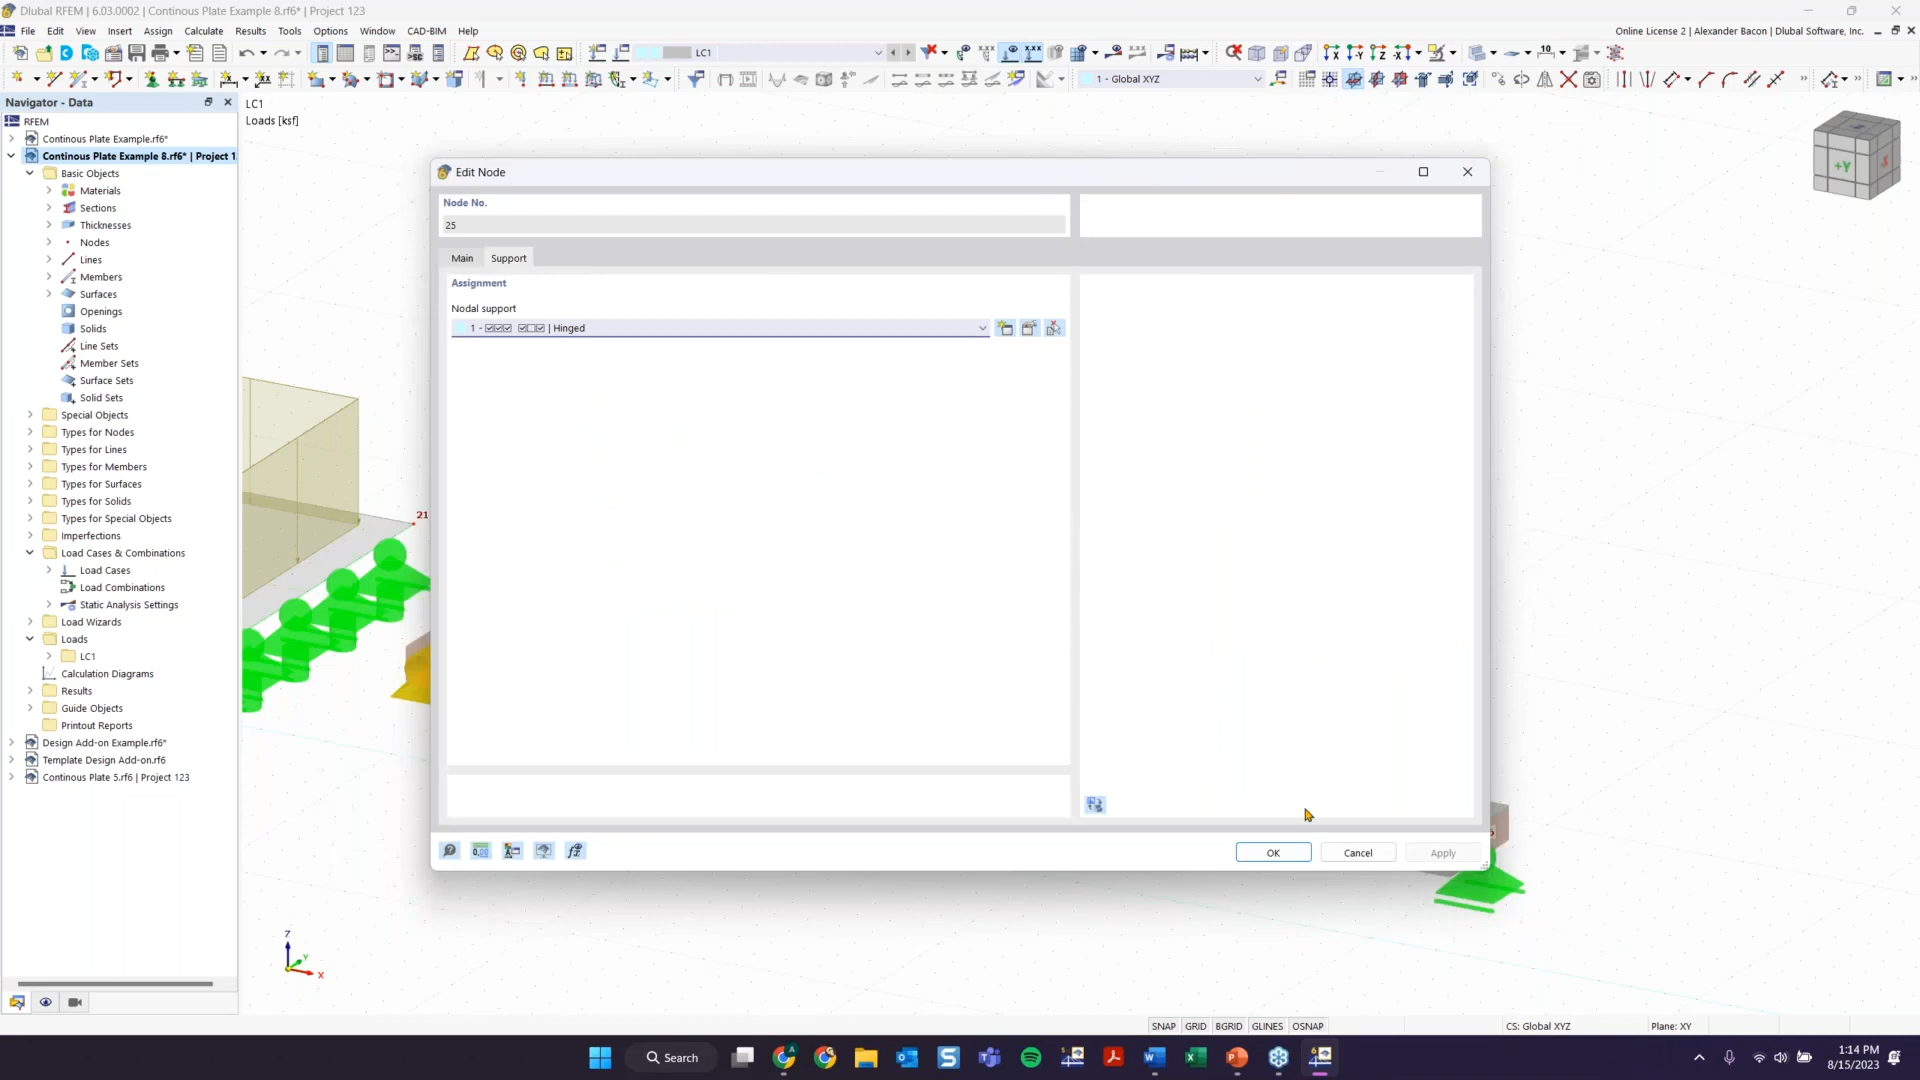 Dlubal RFEM | 6.03.0002 | Continous Plate Example 8.rf6* | Project 123
File Edit View Insert Assign Calculate Results Tools Options Window CAD-BIM Help
Online License 2 | Alexander Bacon | Dlubal Software, Inc.
LC1
1 - Global XYZ
Navigator - Data
RFEM
Continous Plate Example.rf6*
Continous Plate Example 8.rf6* | Project 1
Basic Objects
Materials
Sections
Thicknesses
Nodes
Lines
Members
Surfaces
Openings
Solids
Line Sets
Member Sets
Surface Sets
Solid Sets
Special Objects
Types for Nodes
Types for Lines
Types for Members
Types for Surfaces
Types for Solids
Types for Special Objects
Imperfections
Load Cases & Combinations
Load Cases
Load Combinations
Static Analysis Settings
Load Wizards
Loads
LC1
Calculation Diagrams
Results
Guide Objects
Printout Reports
Design Add-on Example.rf6*
Template Design Add-on.rf6
Continous Plate 5.rf6 | Project 123
LC1
Loads [ksf]
21
Z
Y
X
+Y
-X
Edit Node
Node No.
25
Main Support
Assignment
Nodal support
1 - ☑☑☑ ☑☐☑ | Hinged
OK Cancel Apply
SNAP GRID BGRID GLINES OSNAP
CS: Global XYZ
Plane: XY
Search
1:14 PM
8/15/2023